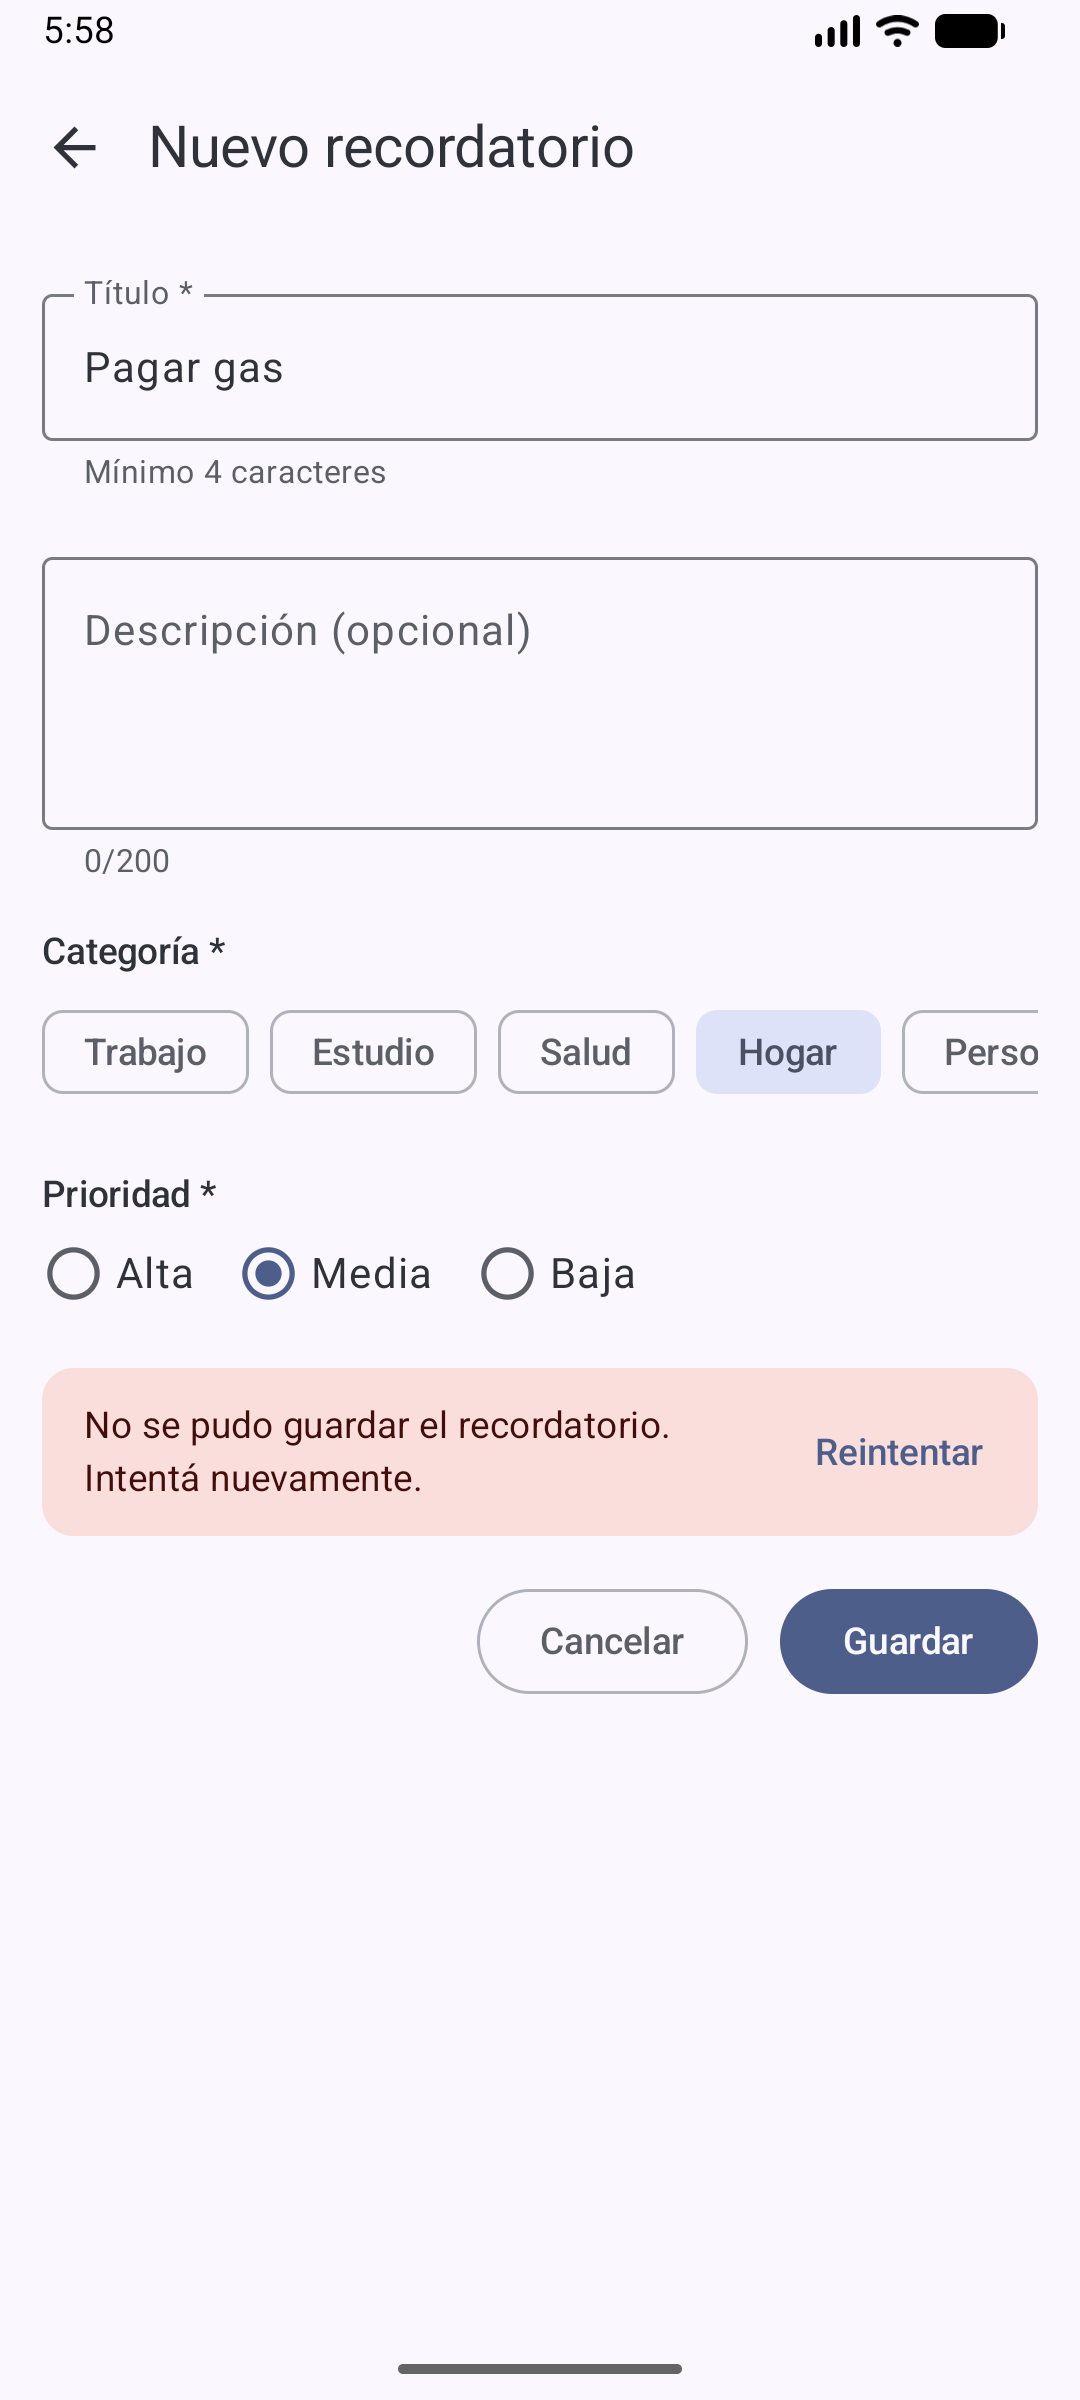 5:58
Nuevo recordatorio
Título *
Pagar gas
Mínimo 4 caracteres
Descripción (opcional)
0/200
Categoría *
Trabajo
Estudio
Salud
Hogar
Perso
Prioridad *
Alta
Media
Baja
No se pudo guardar el recordatorio.
Intentá nuevamente.
Reintentar
Cancelar
Guardar